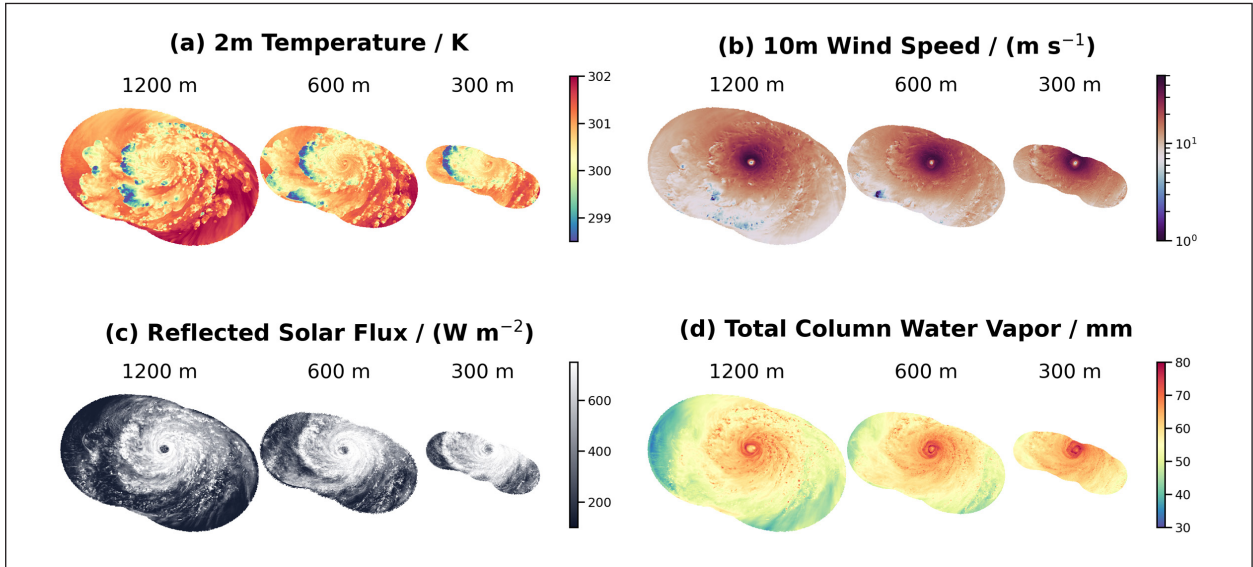 (a) 2m Temperature / K
1200 m 600 m 300 m
302
301
300
299
(b) 10m Wind Speed / (m s⁻¹)
1200 m 600 m 300 m
10¹
10⁰
(c) Reflected Solar Flux / (W m⁻²)
1200 m 600 m 300 m
600
400
200
(d) Total Column Water Vapor / mm
1200 m 600 m 300 m
80
70
60
50
40
30